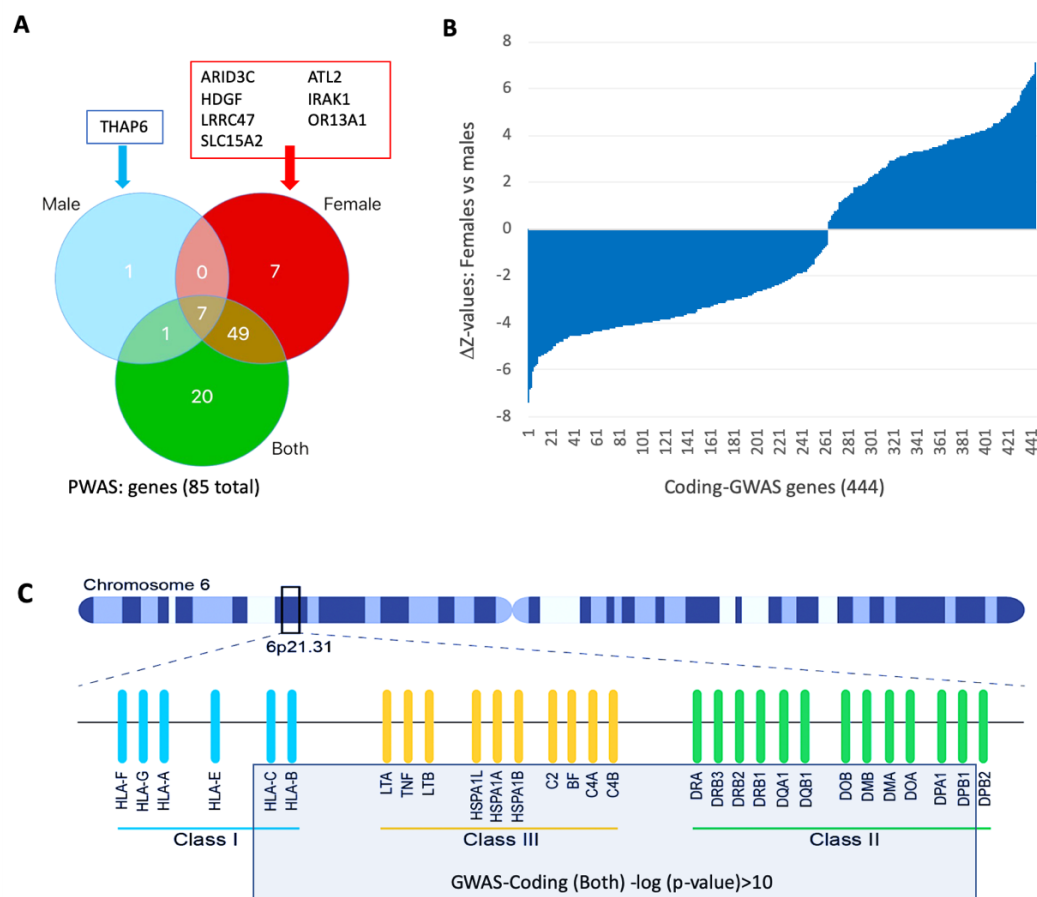 A
ARID3C ATL2
HDGF IRAK1
LRRC47 OR13A1
SLC15A2
THAP6
Male
Female
1
0
7
7
1
49
20
Both
PWAS: genes (85 total)
B
ΔZ-values: Females vs males
8
6
4
2
0
-2
-4
-6
-8
1 21 41 61 81 101 121 141 161 181 201 221 241 261 281 301 321 341 361 381 401 421 441
Coding-GWAS genes (444)
C
Chromosome 6
6p21.31
HLA-F HLA-G HLA-A HLA-E HLA-C HLA-B LTA TNF LTB HSPA1L HSPA1A HSPA1B C2 BF C4A C4B DRA DRB3 DRB2 DRB1 DQA1 DQB1 DOB DMB DMA DOA DPA1 DPB1 DPB2
Class I Class III Class II
GWAS-Coding (Both) -log (p-value)>10